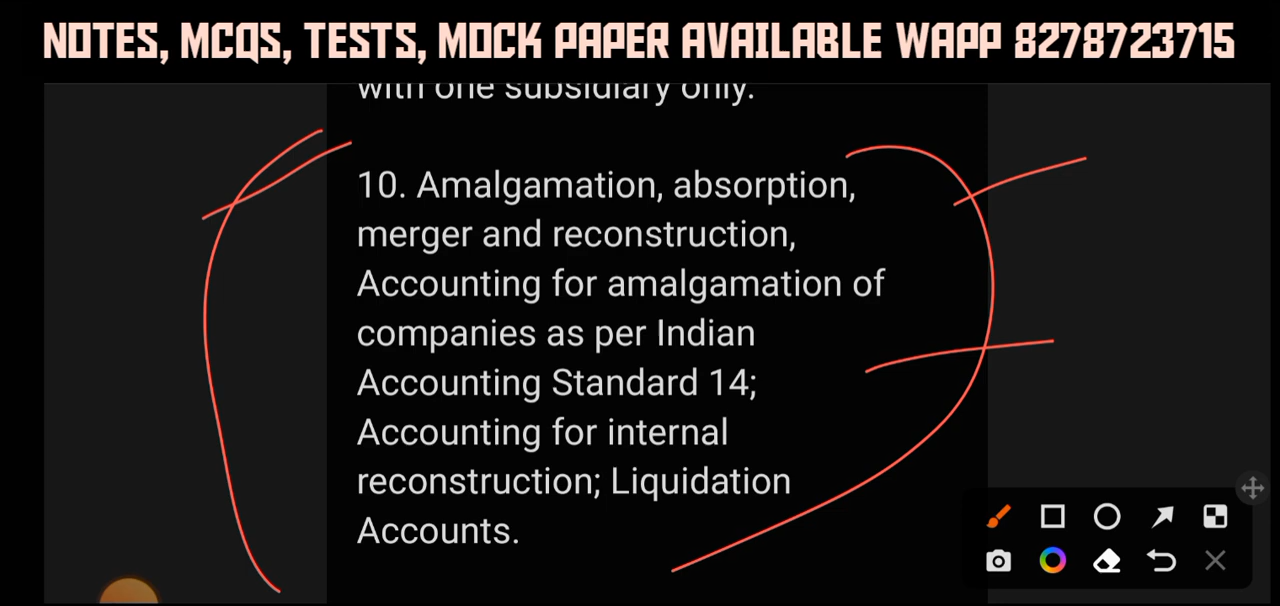 NOTES, MCQS, TESTS, MOCK PAPER AVAILABLE WAPP 8278723715
with one subsidiary only.
10. Amalgamation, absorption,
merger and reconstruction,
Accounting for amalgamation of
companies as per Indian
Accounting Standard 14;
Accounting for internal
reconstruction; Liquidation
Accounts.